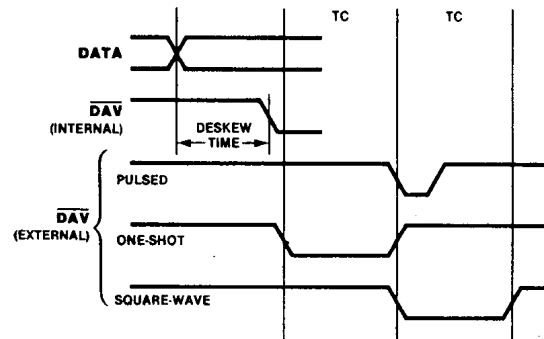 TC TC
DATA
DAV
(INTERNAL)
DESKEW
TIME
PULSED
DAV
(EXTERNAL)
ONE-SHOT
SQUARE-WAVE